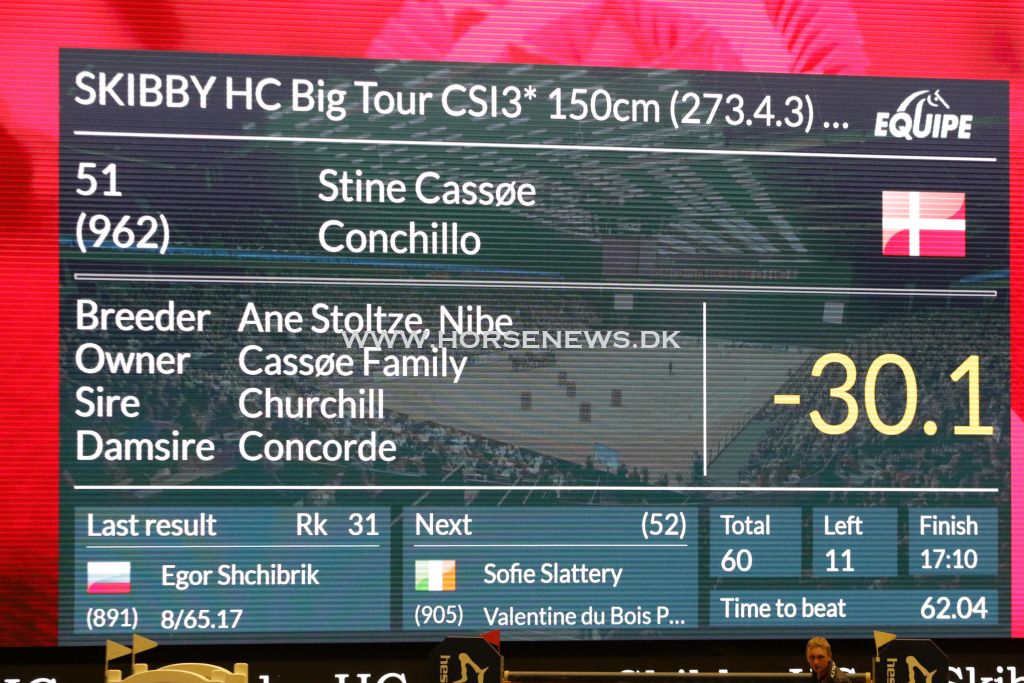 SKIBBY HC Big Tour CSI3* 150cm (273.4.3) ...
EQUIPE
51 Stine Cassøe
(962) Conchillo
Breeder Ane Stoltze, Nibe
WWW.HORSENEWS.DK
Owner Cassøe Family
Sire Churchill
Damsire Concorde
-30.1
Last result Rk 31
Egor Shchibrik
(891) 8/65.17
Next (52)
Sofie Slattery
(905) Valentine du Bois P...
Total Left Finish
60 11 17:10
Time to beat 62.04